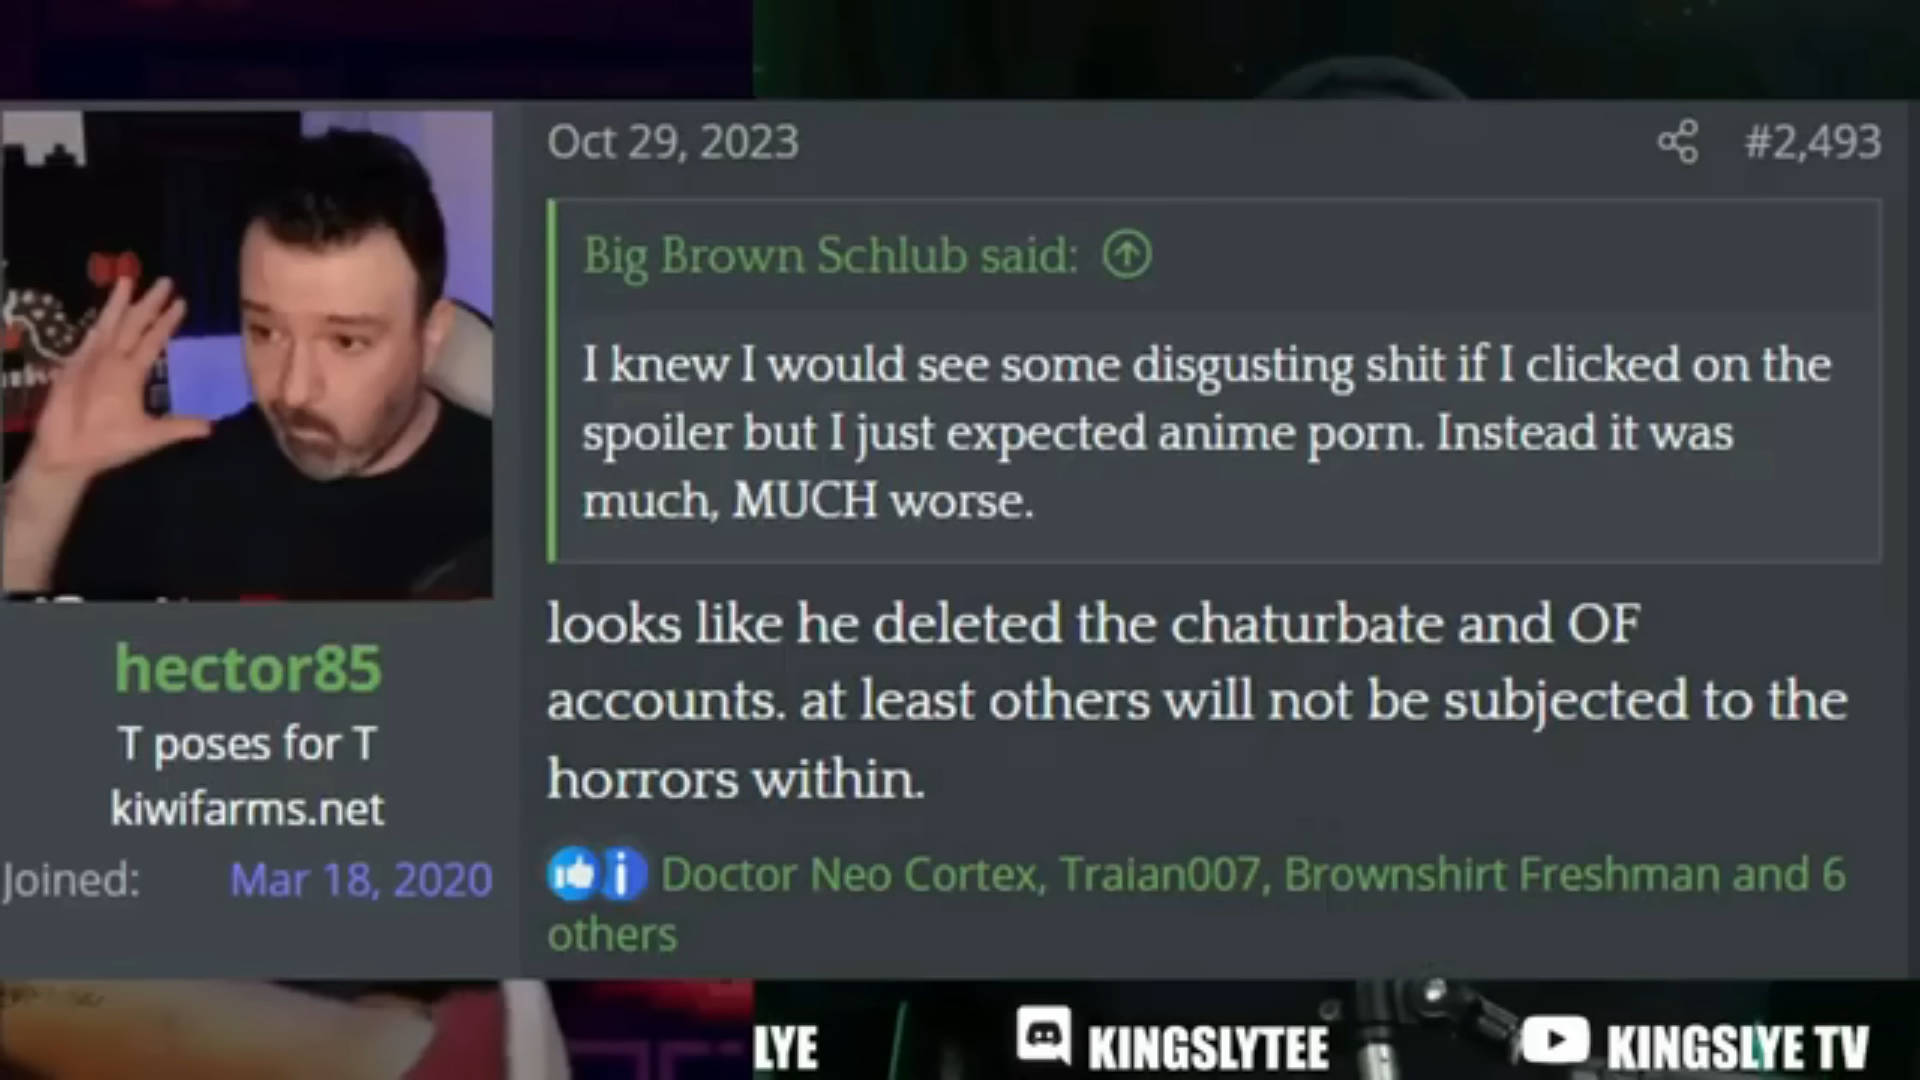 Oct 29, 2023
#2,493
Big Brown Schlub said:
I knew I would see some disgusting shit if I clicked on the
spoiler but I just expected anime porn. Instead it was
much, MUCH worse.
hector85
T poses for T
kiwifarms.net
Joined: Mar 18, 2020
looks like he deleted the chaturbate and OF
accounts. at least others will not be subjected to the
horrors within.
Doctor Neo Cortex, Traian007, Brownshirt Freshman and 6
others
LYE
KINGSLYTEE
KINGSLYE TV